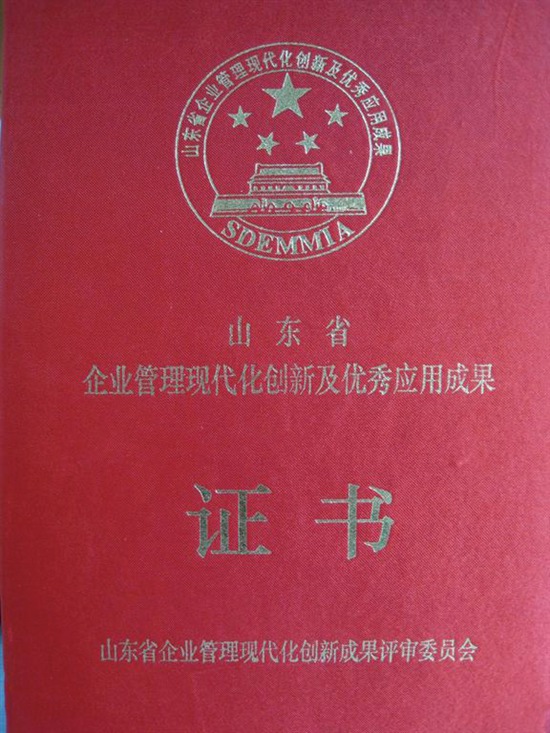 山东省企业管理现代化创新及优秀应用成果
SDEMMIA
山东省
企业管理现代化创新及优秀应用成果
证书
山东省企业管理现代化创新成果评审委员会